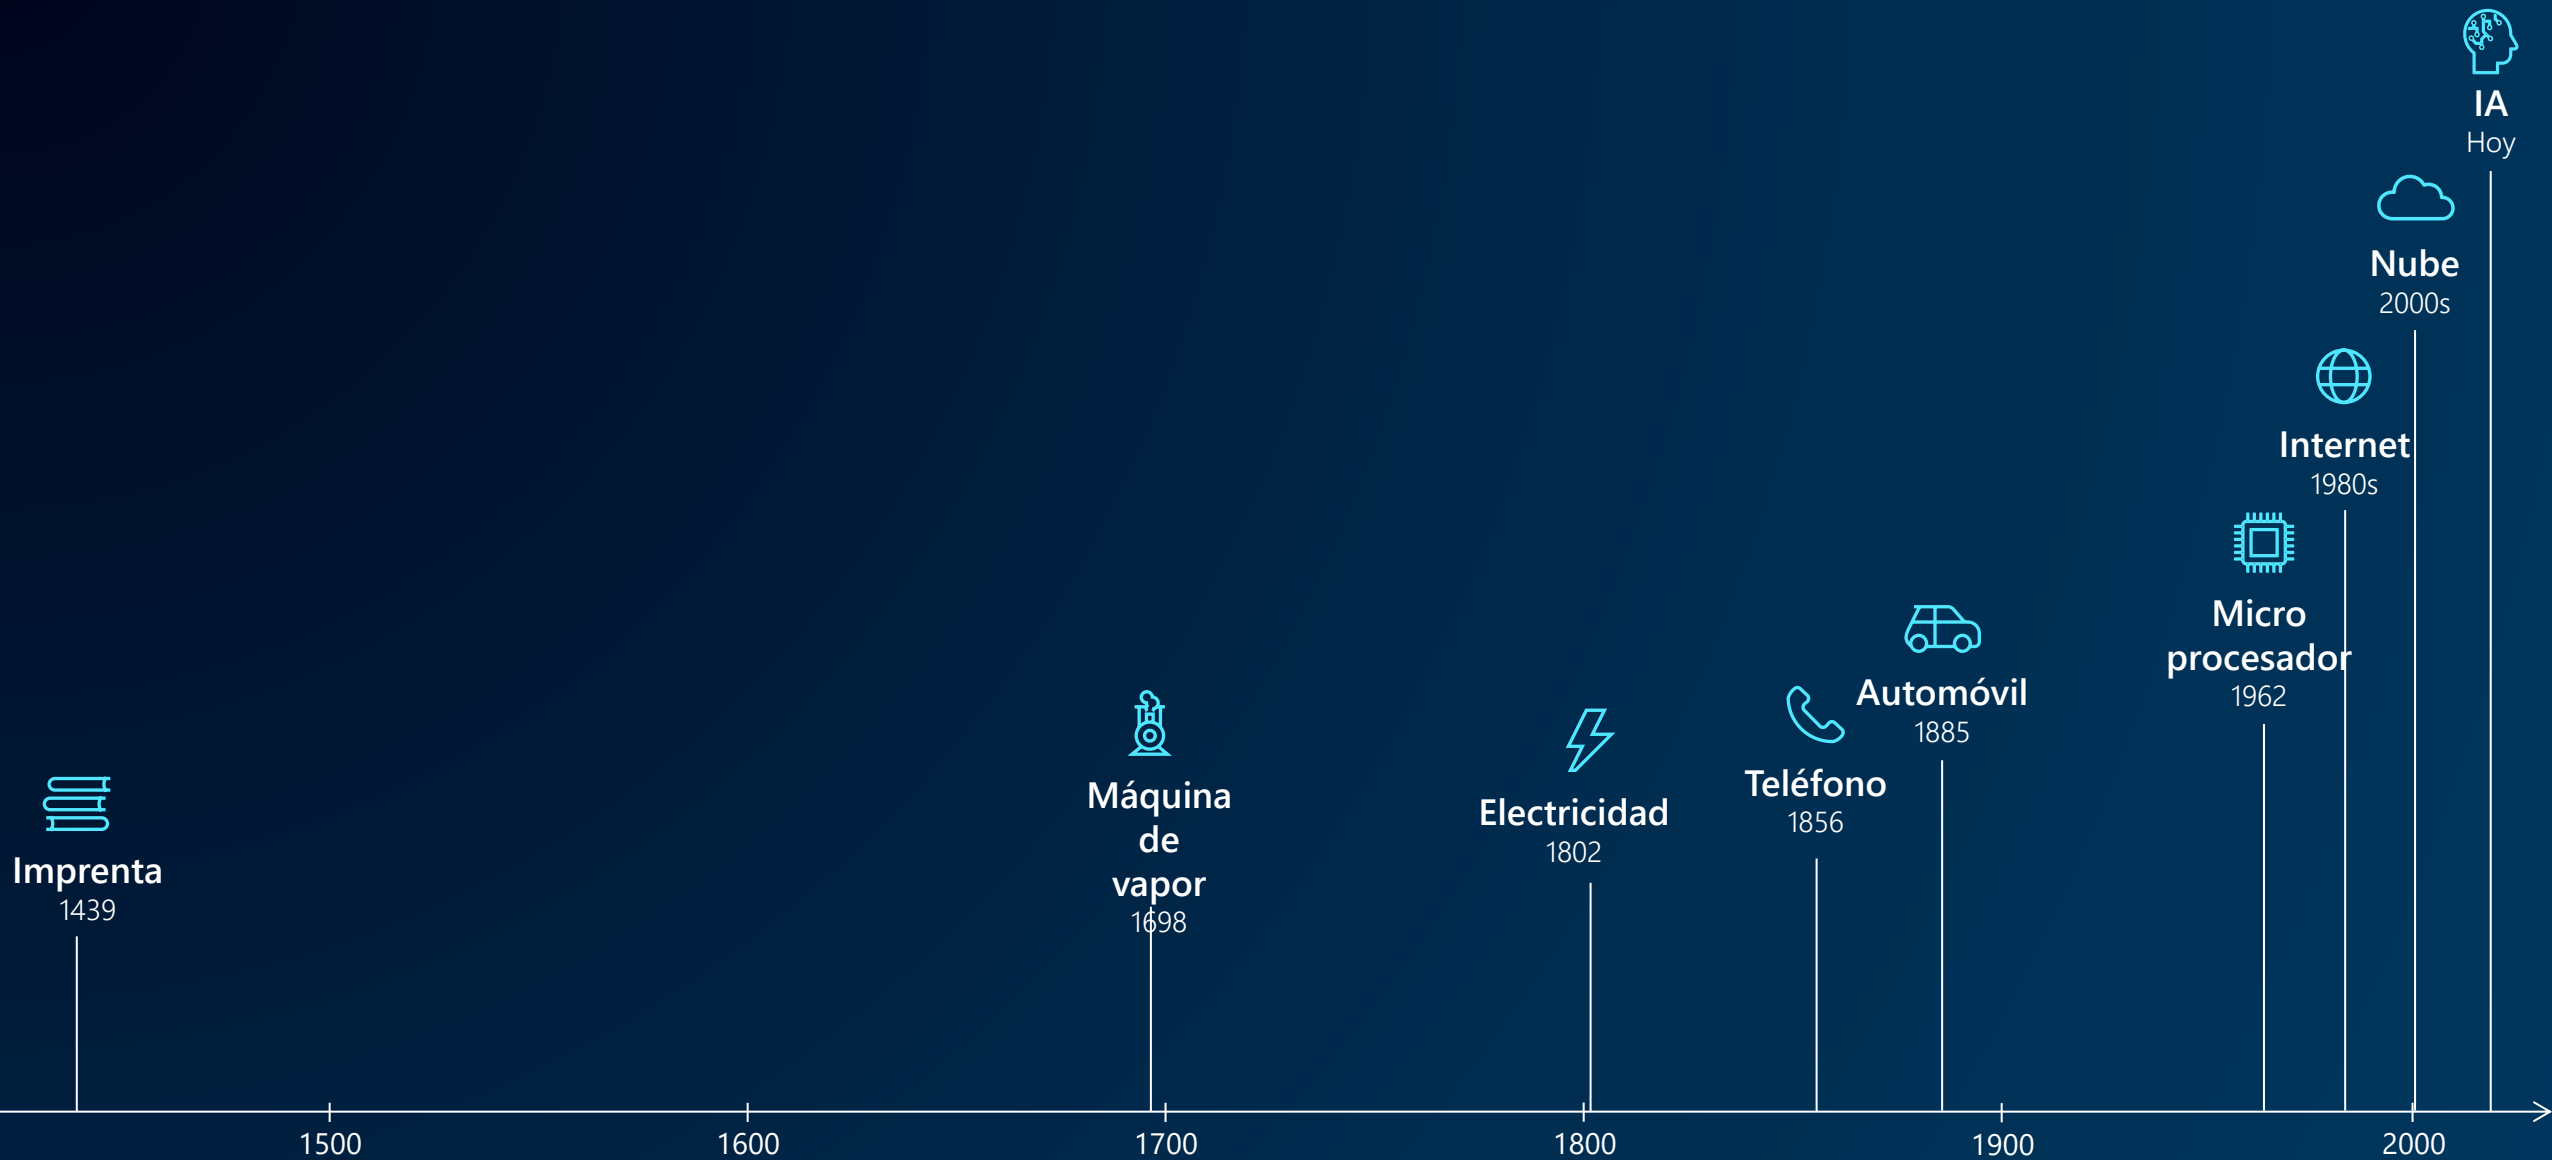 IA
Hoy
Nube
2000s
Internet
1980s
Micro
procesador
1962
Automóvil
1885
Teléfono
1856
Electricidad
1802
Máquina
de
vapor
1698
Imprenta
1439
1500
1600
1700
1800
1900
2000